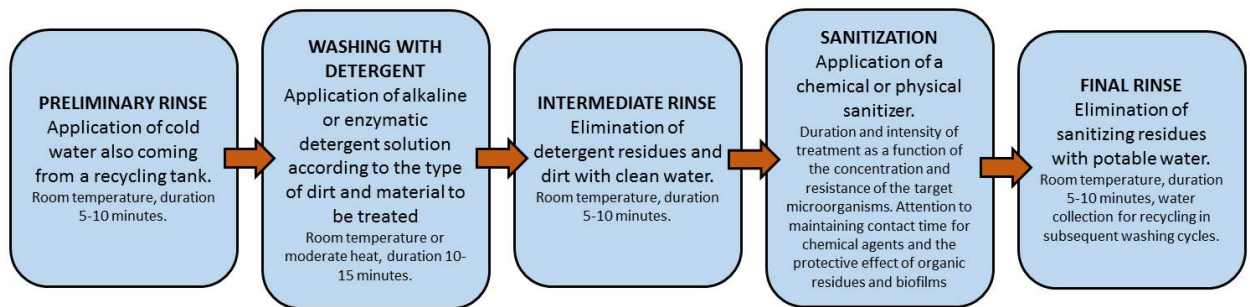 PRELIMINARY RINSE
Application of cold
water also coming
from a recycling tank.
Room temperature, duration
5-10 minutes.
WASHING WITH
DETERGENT
Application of alkaline
or enzymatic
detergent solution
according to the type
of dirt and material to
be treated
Room temperature or
moderate heat, duration 10-
15 minutes.
INTERMEDIATE RINSE
Elimination of
detergent residues and
dirt with clean water.
Room temperature, duration
5-10 minutes.
SANITIZATION
Application of a
chemical or physical
sanitizer.
Duration and intensity of
treatment as a function of
the concentration and
resistance of the target
microorganisms. Attention to
maintaining contact time for
chemical agents and the
protective effect of organic
residues and biofilms
FINAL RINSE
Elimination of
sanitizing residues
with potable water.
Room temperature, duration
5-10 minutes, water
collection for recycling in
subsequent washing cycles.